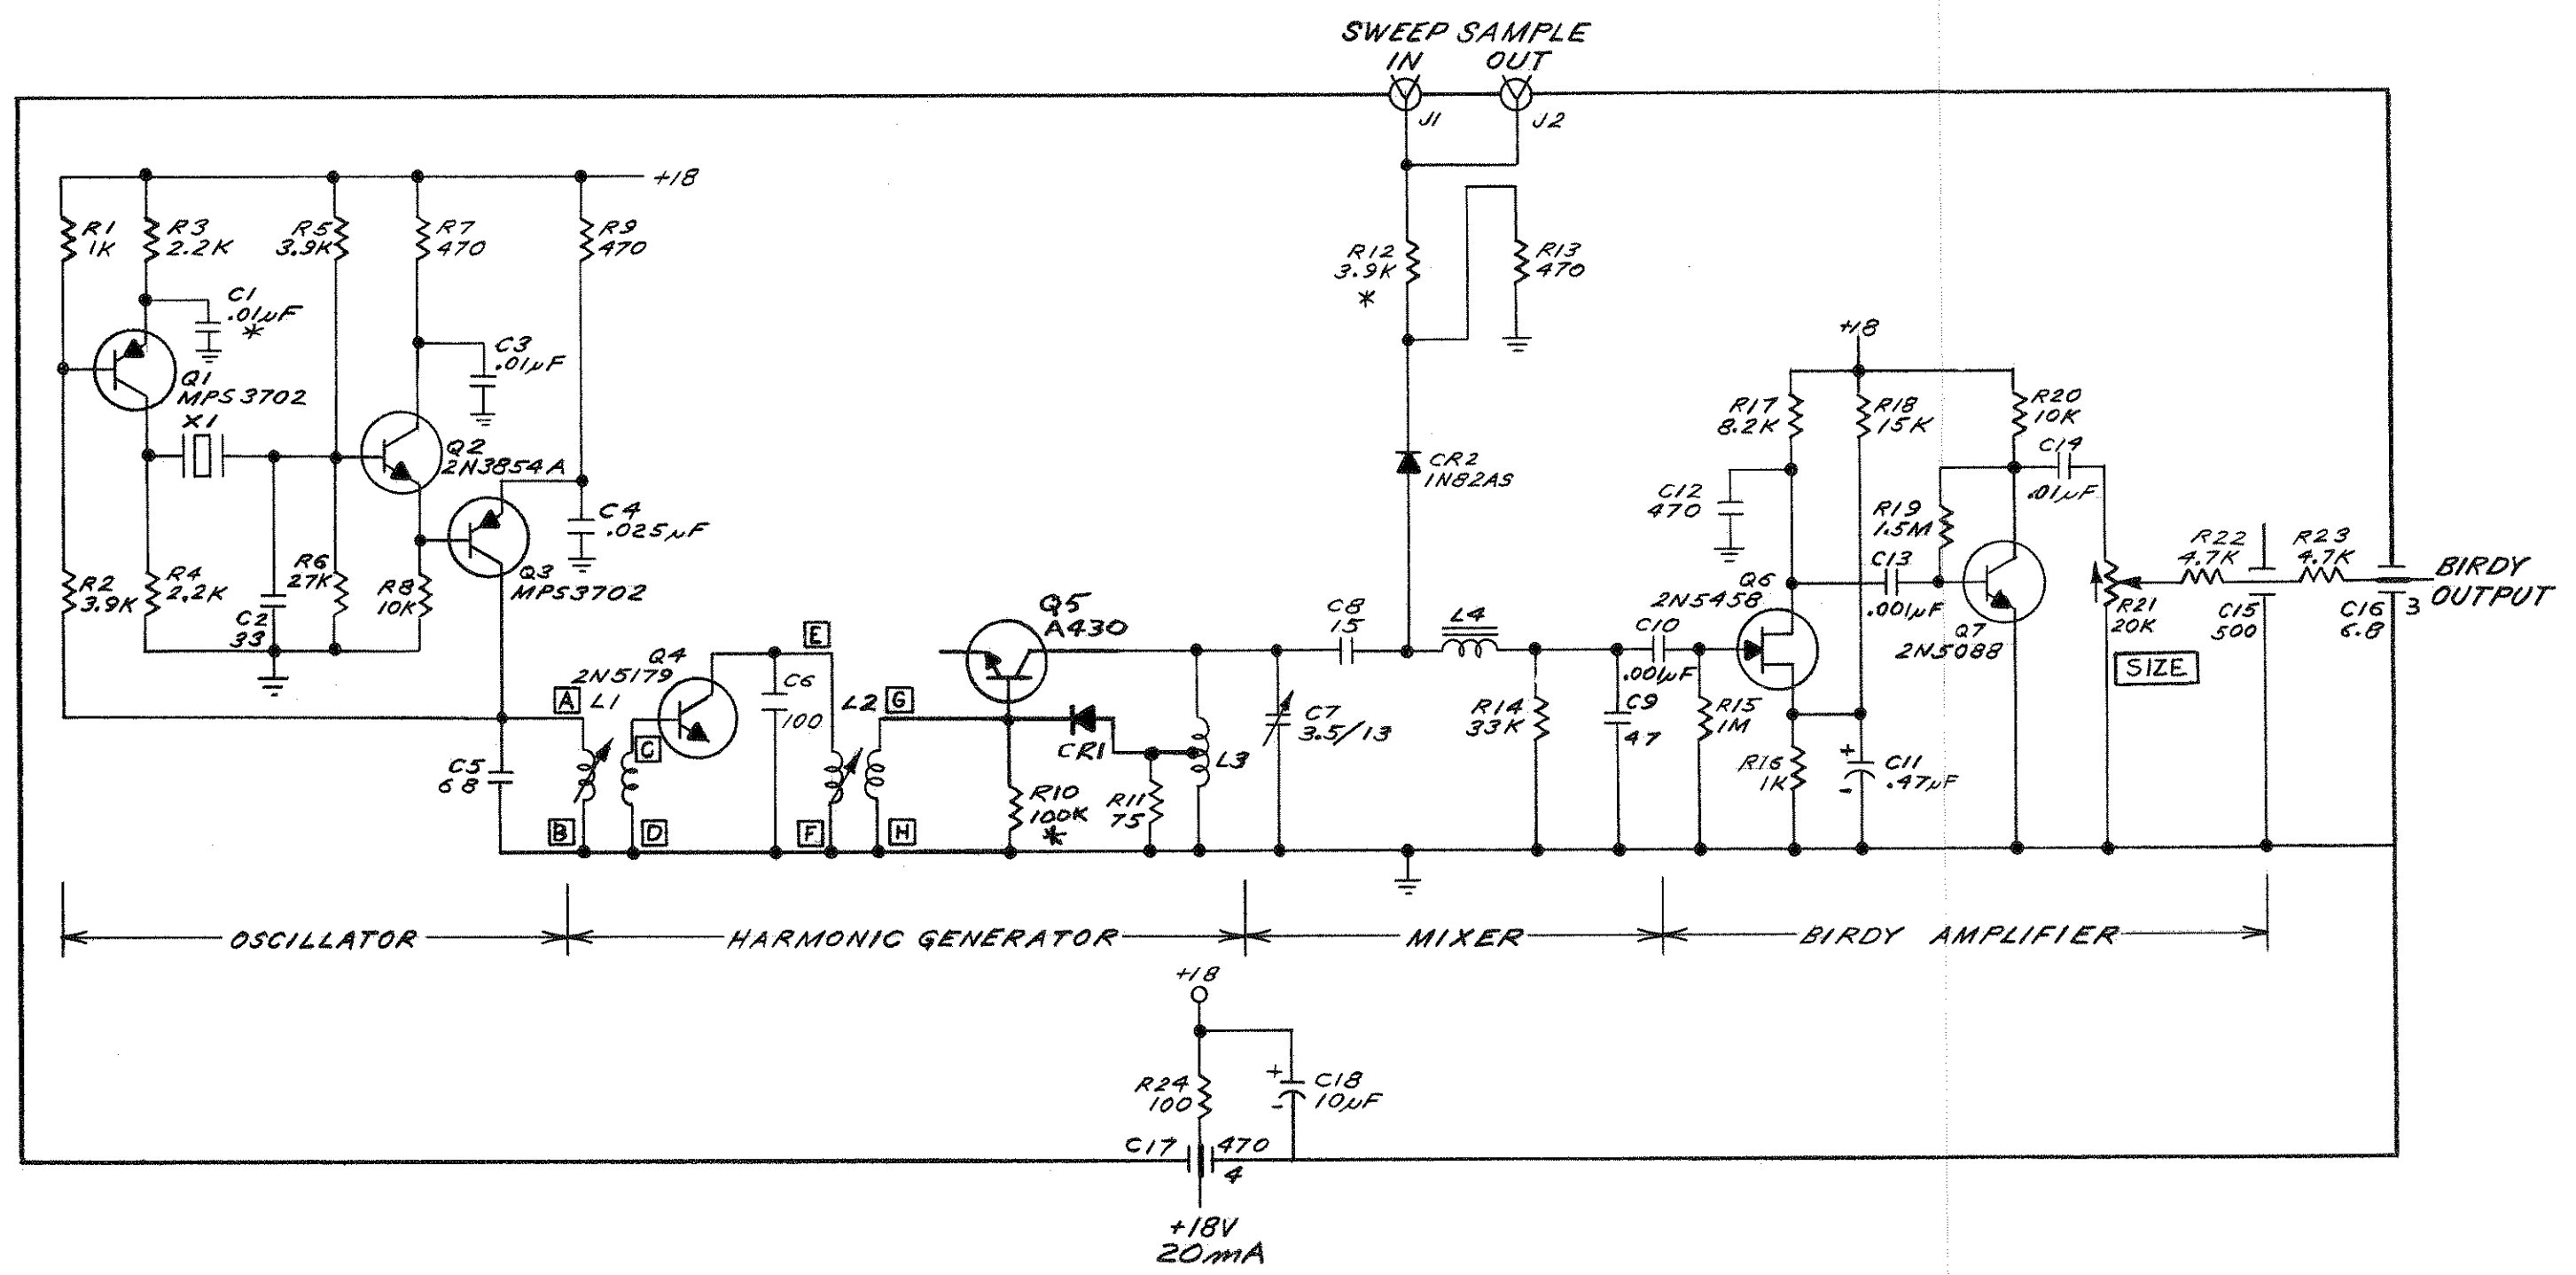 SWEEP SAMPLE
IN OUT
J1 J2
+18
R1
1K
R3
2.2K
R5
3.9K
R7
470
R9
470
C1
.01µF
*
Q1
MPS3702
X1
C3
.01µF
Q2
2N3854A
C4
.025µF
Q3
MPS3702
R2
3.9K
R4
2.2K
C2
33
R6
27K
R8
10K
C5
68
A
L1
B
C
D
Q4
2N5179
E
C6
100
L2
F
G
H
Q5
A430
CR1
R10
100K
*
R11
75
L3
C7
3.5/13
C8
15
R12
3.9K
*
R13
470
CR2
1N82AS
L4
R14
33K
C10
.001µF
C9
47
R15
1M
Q6
2N5458
+18
R17
8.2K
R18
15K
R20
10K
C12
470
C14
.01µF
R19
1.5M
C13
.001µF
Q7
2N5088
R16
1K
+
-
C11
.47µF
R21
20K
SIZE
R22
4.7K
C15
500
R23
4.7K
C16 3
6.8
BIRDY
OUTPUT
OSCILLATOR HARMONIC GENERATOR MIXER BIRDY AMPLIFIER
+18
R24
100
+
-
C18
10µF
C17 470
4
+18V
20mA